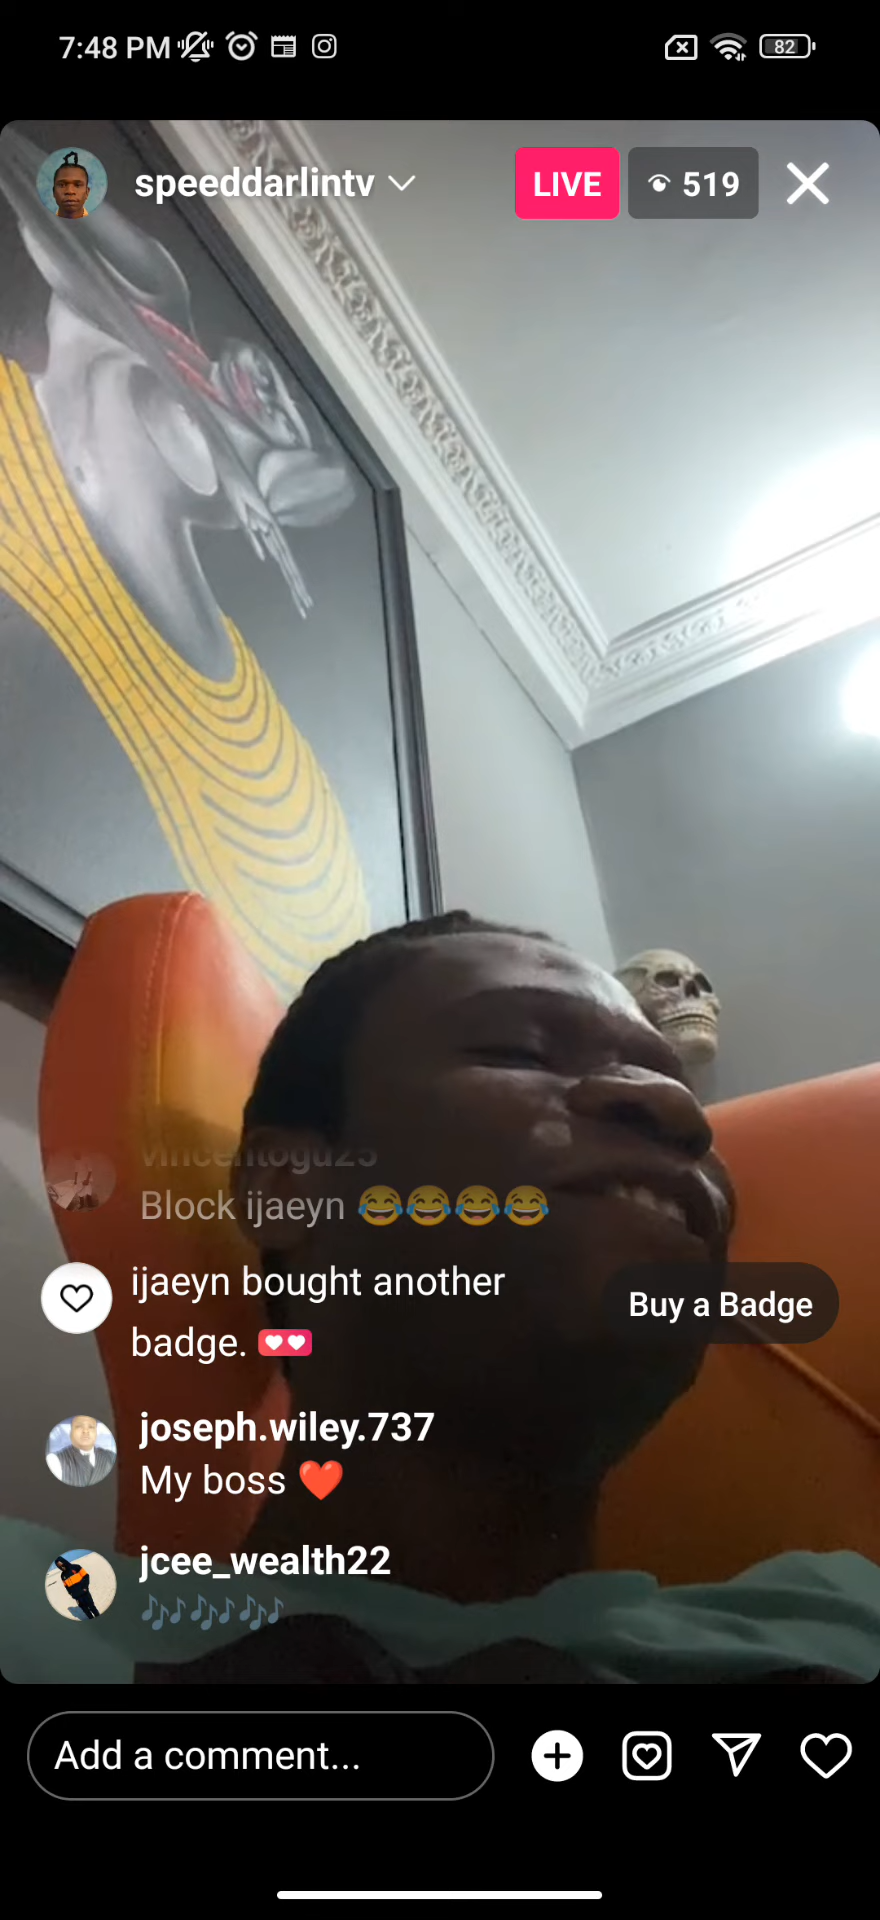 7:48 PM
82
speeddarlintv
LIVE
519
vincentogu25
Block ijaeyn 😂😂😂😂
ijaeyn bought another
badge.
Buy a Badge
joseph.wiley.737
My boss ❤️
jcee_wealth22
🎶🎶🎶
Add a comment...